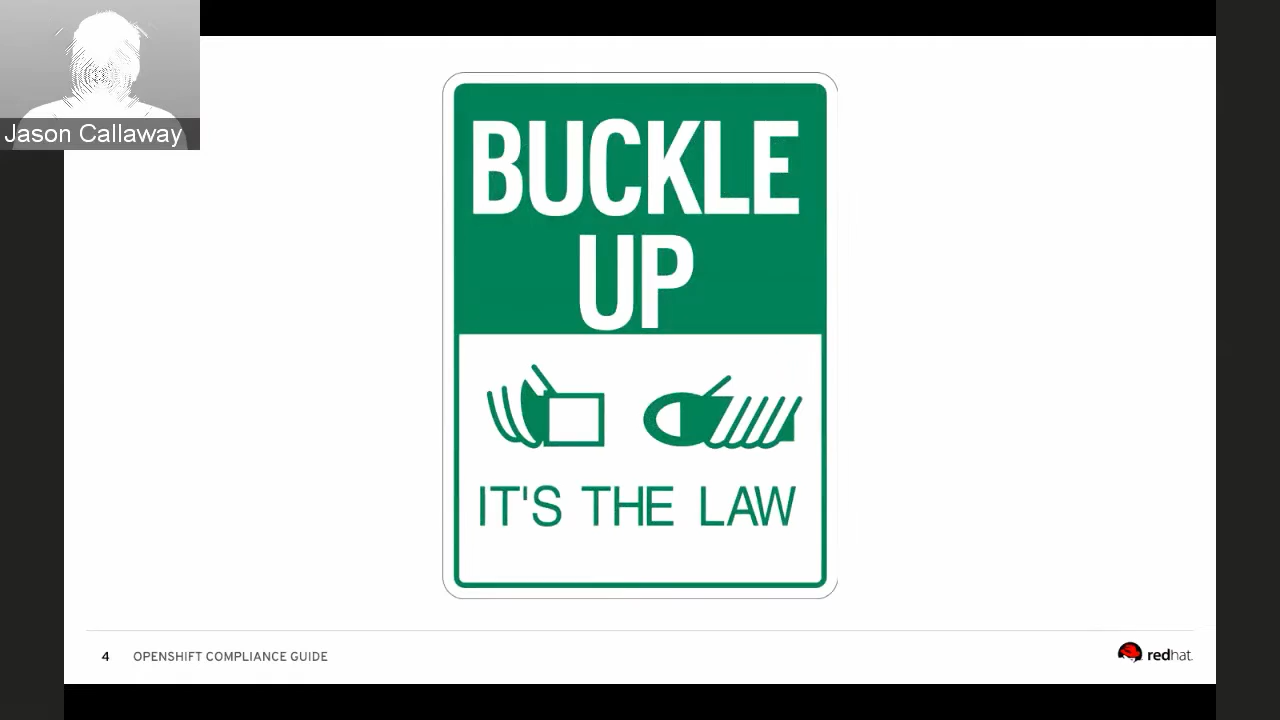 Jason Callaway
BUCKLE
UP
IT'S THE LAW
4 OPENSHIFT COMPLIANCE GUIDE
redhat.